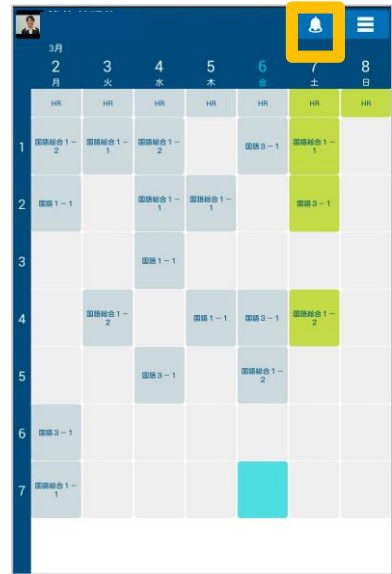 3月
2 3 4 5 6 7 8
月 火 水 木 金 土 日
HR HR HR HR HR HR HR
1 国語総合1-2 国語総合1-1 国語総合1-2 国語3-1 国語総合1-1
2 国語1-1 国語総合1-1 国語総合1-1 国語3-1
3 国語1-1
4 国語総合1-2 国語1-1 国語3-1 国語総合1-2
5 国語3-1 国語総合1-2
6 国語3-1
7 国語総合1-1